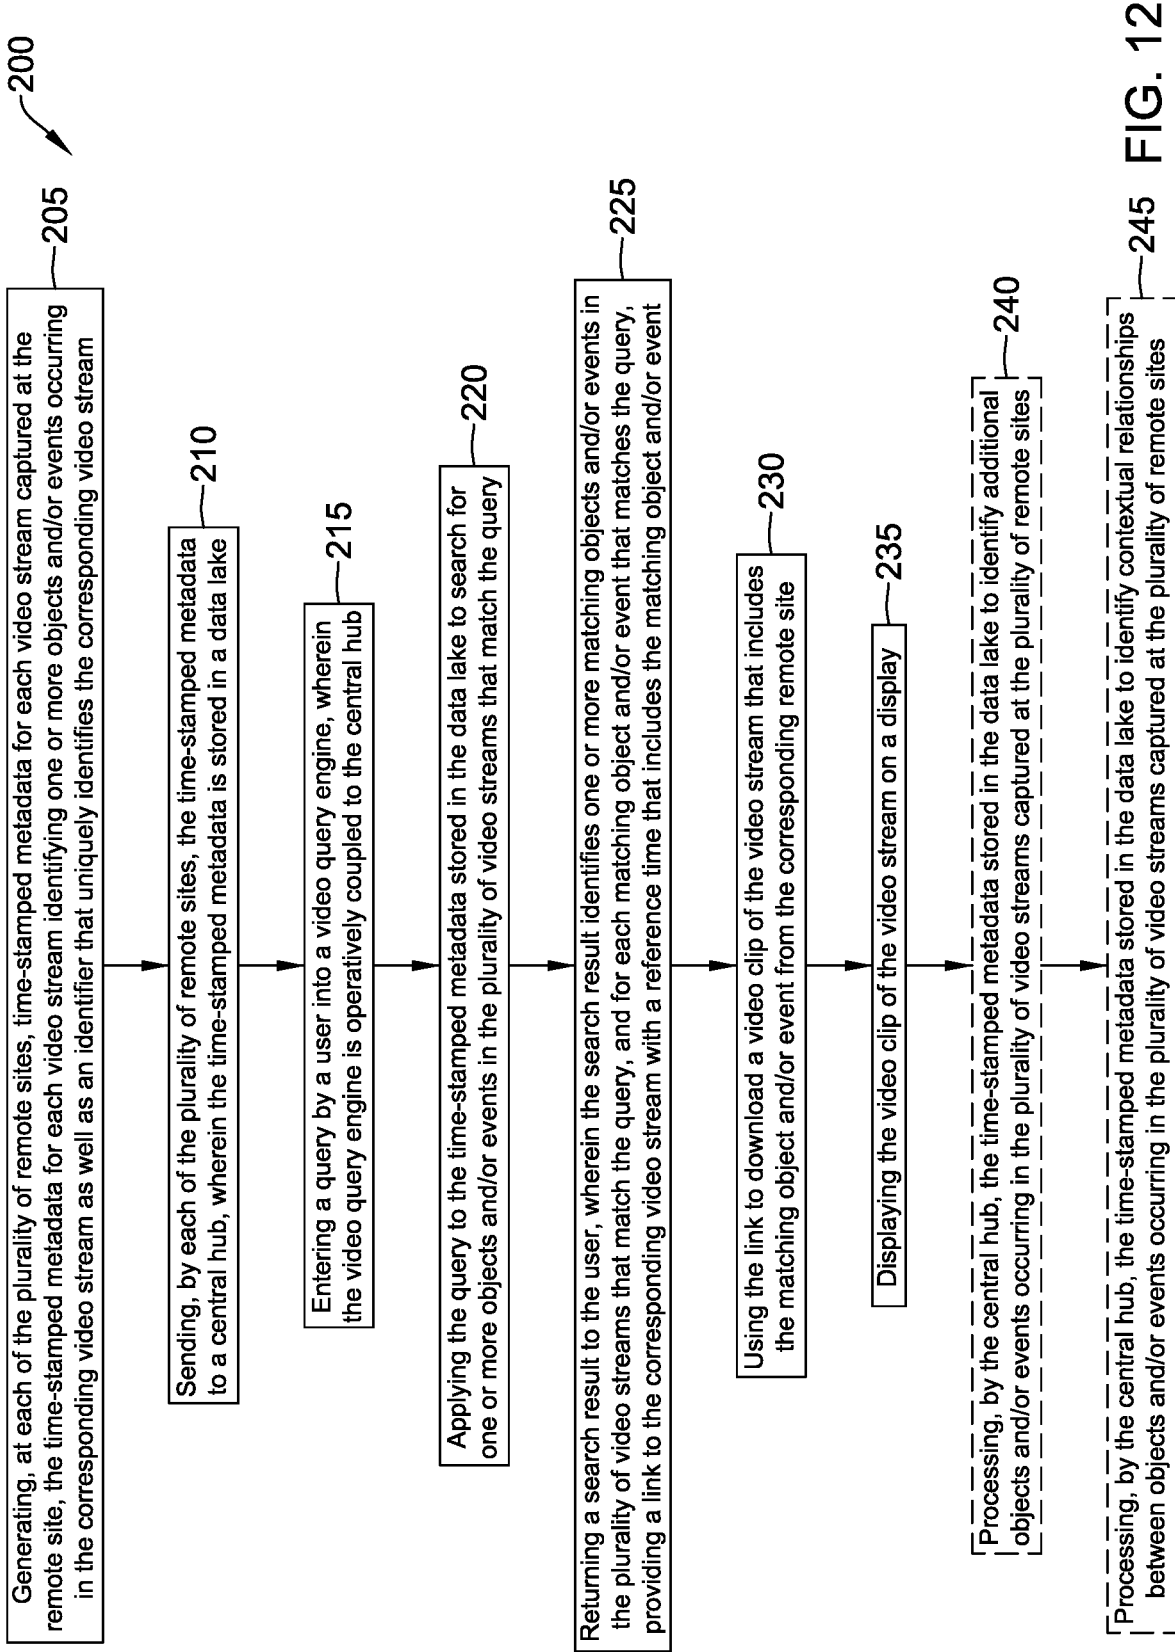 200
205
Generating, at each of the plurality of remote sites, time-stamped metadata for each video stream captured at the
remote site, the time-stamped metadata for each video stream identifying one or more objects and/or events occurring
in the corresponding video stream as well as an identifier that uniquely identifies the corresponding video stream
210
Sending, by each of the plurality of remote sites, the time-stamped metadata
to a central hub, wherein the time-stamped metadata is stored in a data lake
215
Entering a query by a user into a video query engine, wherein
the video query engine is operatively coupled to the central hub
220
Applying the query to the time-stamped metadata stored in the data lake to search for
one or more objects and/or events in the plurality of video streams that match the query
225
Returning a search result to the user, wherein the search result identifies one or more matching objects and/or events in
the plurality of video streams that match the query, and for each matching object and/or event that matches the query,
providing a link to the corresponding video stream with a reference time that includes the matching object and/or event
230
Using the link to download a video clip of the video stream that includes
the matching object and/or event from the corresponding remote site
235
Displaying the video clip of the video stream on a display
240
Processing, by the central hub, the time-stamped metadata stored in the data lake to identify additional
objects and/or events occurring in the plurality of video streams captured at the plurality of remote sites
245
Processing, by the central hub, the time-stamped metadata stored in the data lake to identify contextual relationships
between objects and/or events occurring in the plurality of video streams captured at the plurality of remote sites
FIG. 12